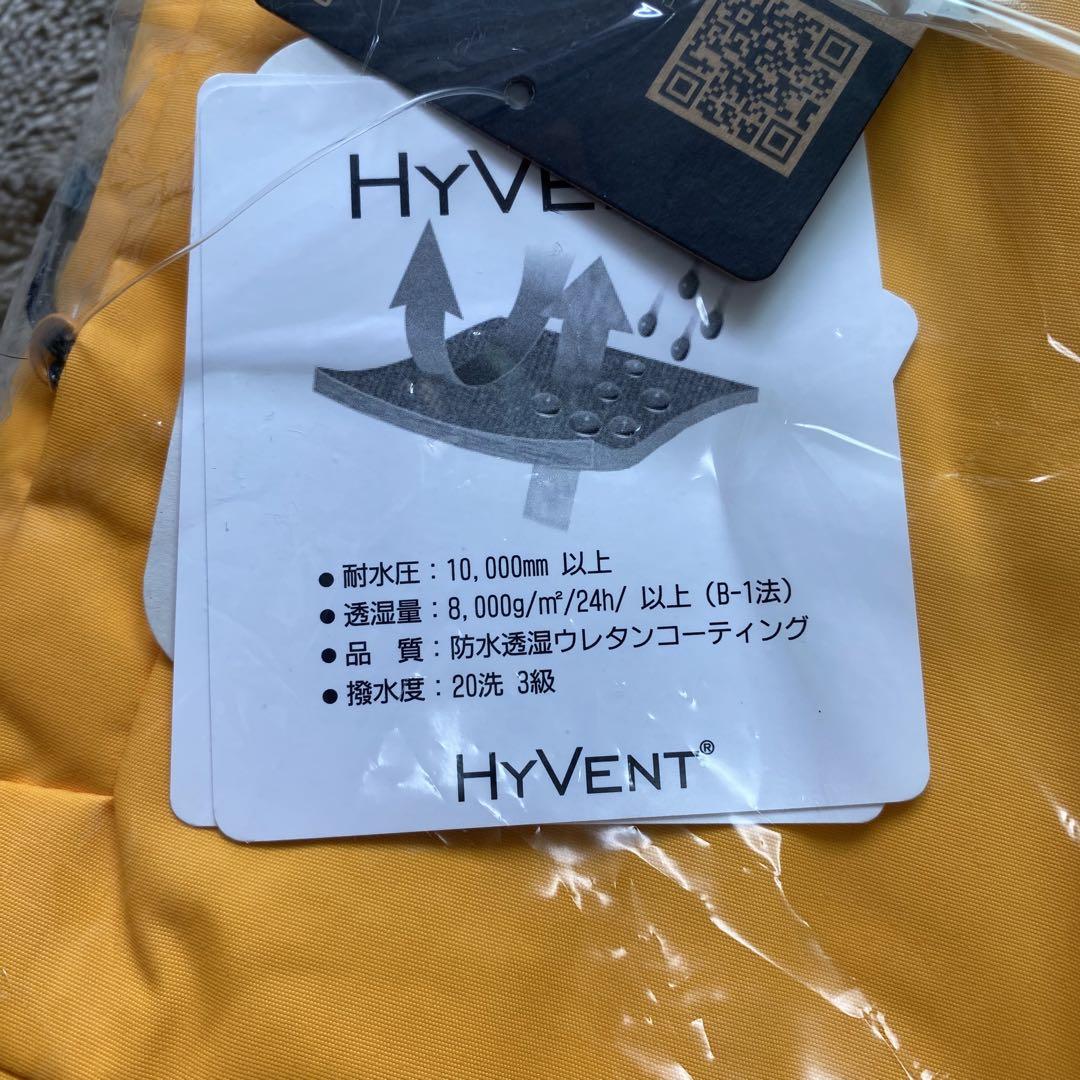 HYVE
● 耐水圧：10,000mm 以上
● 透湿量：8,000g/㎡/24h/ 以上（B-1法）
● 品　質：防水透湿ウレタンコーティング
● 撥水度：20洗 3級
HYVENT®